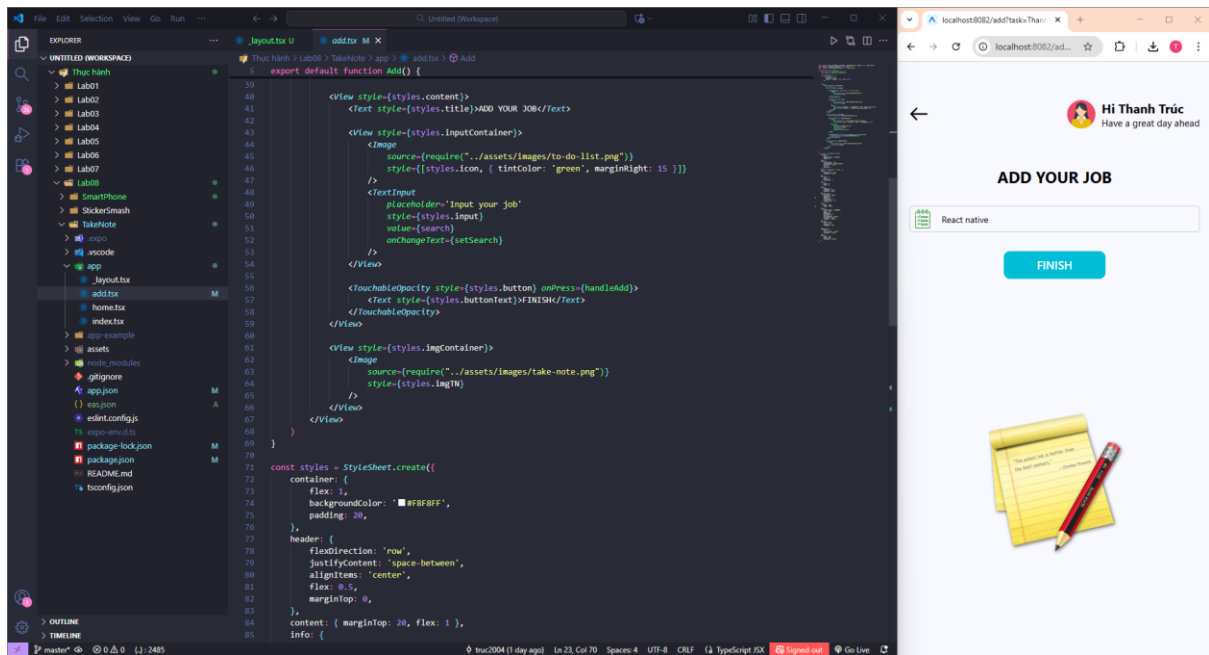 File Edit Selection View Go Run ···
Untitled (Workspace)
EXPLORER
UNTITLED (WORKSPACE)
Thực hành
Lab01
Lab02
Lab03
Lab04
Lab05
Lab06
Lab07
Lab08
SmartPhone
StickerSmash
TakeNote
.expo
.vscode
app
_layout.tsx
add.tsx M
home.tsx
index.tsx
app-example
assets
node_modules
.gitignore
app.json M
eas.json A
eslint.config.js
expo-env.d.ts
package-lock.json M
package.json M
README.md
tsconfig.json
OUTLINE
TIMELINE
_layout.tsx U
add.tsx M
Thực hành > Lab08 > TakeNote > app > add.tsx > Add
5 export default function Add() {
39
40 <View style={styles.content}>
41 <Text style={styles.title}>ADD YOUR JOB</Text>
42
43 <View style={styles.inputContainer}>
44 <Image
45 source={require("../assets/images/to-do-list.png")}
46 style={[styles.icon, { tintColor: 'green', marginRight: 15 }]}
47 />
48 <TextInput
49 placeholder='Input your job'
50 style={styles.input}
51 value={search}
52 onChangeText={setSearch}
53 />
54 </View>
55
56 <TouchableOpacity style={styles.button} onPress={handleAdd}>
57 <Text style={styles.buttonText}>FINISH</Text>
58 </TouchableOpacity>
59 </View>
60
61 <View style={styles.imgContainer}>
62 <Image
63 source={require("../assets/images/take-note.png")}
64 style={styles.imgTN}
65 />
66 </View>
67 </View>
68 )
69 }
70
71 const styles = StyleSheet.create({
72 container: {
73 flex: 1,
74 backgroundColor: '#F8F8FF',
75 padding: 20,
76 },
77 header: {
78 flexDirection: 'row',
79 justifyContent: 'space-between',
80 alignItems: 'center',
81 flex: 0.5,
82 marginTop: 0,
83 },
84 content: { marginTop: 20, flex: 1 },
85 info: {
master* 0 0 {..}: 2485
truc2004 (1 day ago) Ln 23, Col 70 Spaces: 4 UTF-8 CRLF TypeScript JSX Signed out Go Live
localhost:8082/add?task=Than
localhost:8082/ad...
Hi Thanh Trúc
Have a great day ahead
ADD YOUR JOB
React native
FINISH